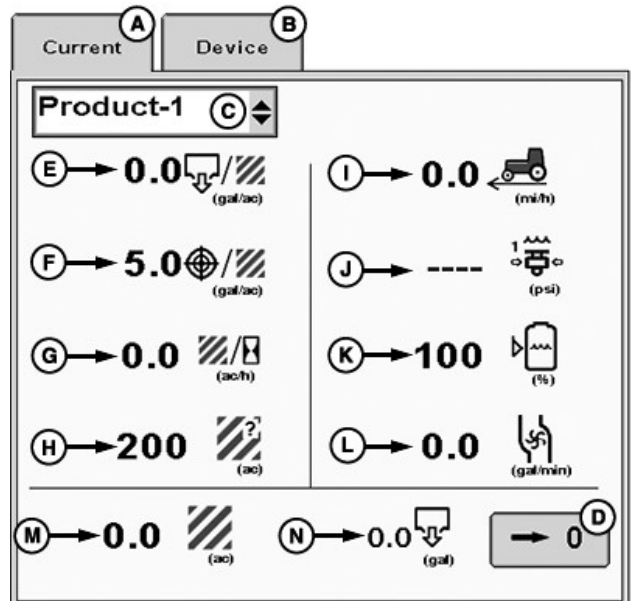 A
B
Current
Device
Product-1
C
E
0.0
/
(gal/ac)
I
0.0
(mi/h)
F
5.0
/
(gal/ac)
J
----
1
(psi)
G
0.0
/
(ac/h)
K
100
(%)
H
200
?
(ac)
L
0.0
(gal/min)
M
0.0
(ac)
N
0.0
(gal)
0
D